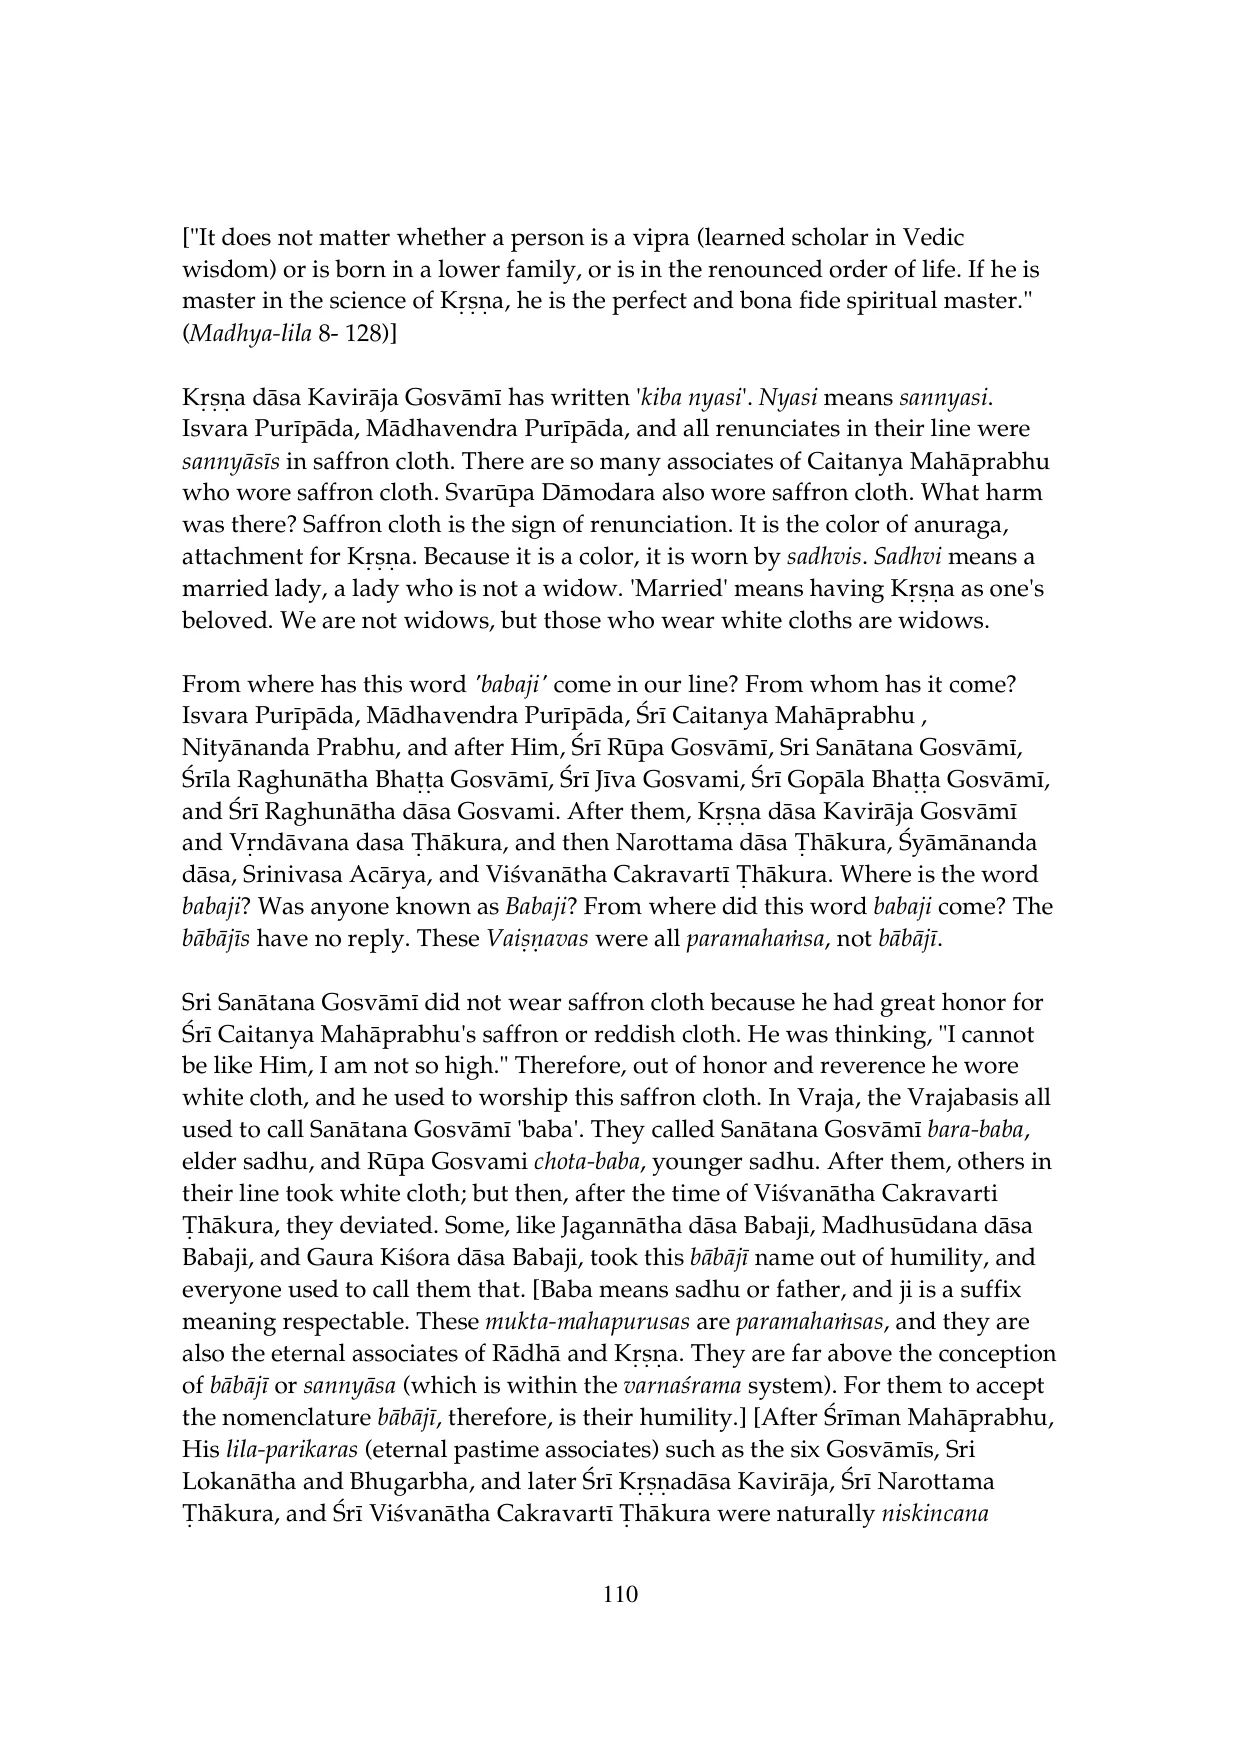 ["It does not matter whether a person is a vipra (learned scholar in Vedic
wisdom) or is born in a lower family, or is in the renounced order of life. If he is
master in the science of Kṛṣṇa, he is the perfect and bona fide spiritual master."
(Madhya-lila 8- 128)]
Kṛṣṇa dāsa Kavirāja Gosvāmī has written 'kiba nyasi'. Nyasi means sannyasi.
Isvara Purīpāda, Mādhavendra Purīpāda, and all renunciates in their line were
sannyāsīs in saffron cloth. There are so many associates of Caitanya Mahāprabhu
who wore saffron cloth. Svarūpa Dāmodara also wore saffron cloth. What harm
was there? Saffron cloth is the sign of renunciation. It is the color of anuraga,
attachment for Kṛṣṇa. Because it is a color, it is worn by sadhvis. Sadhvi means a
married lady, a lady who is not a widow. 'Married' means having Kṛṣṇa as one's
beloved. We are not widows, but those who wear white cloths are widows.
From where has this word 'babaji' come in our line? From whom has it come?
Isvara Purīpāda, Mādhavendra Purīpāda, Śrī Caitanya Mahāprabhu ,
Nityānanda Prabhu, and after Him, Śrī Rūpa Gosvāmī, Sri Sanātana Gosvāmī,
Śrīla Raghunātha Bhaṭṭa Gosvāmī, Śrī Jīva Gosvami, Śrī Gopāla Bhaṭṭa Gosvāmī,
and Śrī Raghunātha dāsa Gosvami. After them, Kṛṣṇa dāsa Kavirāja Gosvāmī
and Vṛndāvana dasa Ṭhākura, and then Narottama dāsa Ṭhākura, Śyāmānanda
dāsa, Srinivasa Acārya, and Viśvanātha Cakravartī Ṭhākura. Where is the word
babaji? Was anyone known as Babaji? From where did this word babaji come? The
bābājīs have no reply. These Vaiṣṇavas were all paramahaṁsa, not bābājī.
Sri Sanātana Gosvāmī did not wear saffron cloth because he had great honor for
Śrī Caitanya Mahāprabhu's saffron or reddish cloth. He was thinking, "I cannot
be like Him, I am not so high." Therefore, out of honor and reverence he wore
white cloth, and he used to worship this saffron cloth. In Vraja, the Vrajabasis all
used to call Sanātana Gosvāmī 'baba'. They called Sanātana Gosvāmī bara-baba,
elder sadhu, and Rūpa Gosvami chota-baba, younger sadhu. After them, others in
their line took white cloth; but then, after the time of Viśvanātha Cakravarti
Ṭhākura, they deviated. Some, like Jagannātha dāsa Babaji, Madhusūdana dāsa
Babaji, and Gaura Kiśora dāsa Babaji, took this bābājī name out of humility, and
everyone used to call them that. [Baba means sadhu or father, and ji is a suffix
meaning respectable. These mukta-mahapurusas are paramahaṁsas, and they are
also the eternal associates of Rādhā and Kṛṣṇa. They are far above the conception
of bābājī or sannyāsa (which is within the varnaśrama system). For them to accept
the nomenclature bābājī, therefore, is their humility.] [After Śrīman Mahāprabhu,
His lila-parikaras (eternal pastime associates) such as the six Gosvāmīs, Sri
Lokanātha and Bhugarbha, and later Śrī Kṛṣṇadāsa Kavirāja, Śrī Narottama
Ṭhākura, and Śrī Viśvanātha Cakravartī Ṭhākura were naturally niskincana
110